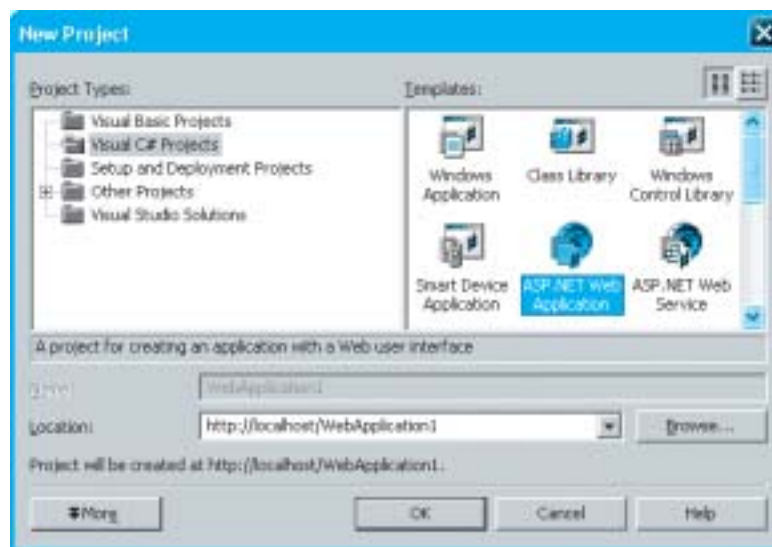 New Project
Project Types:
Templates:
Visual Basic Projects
Visual C# Projects
Setup and Deployment Projects
Other Projects
Visual Studio Solutions
Windows Application
Class Library
Windows Control Library
Smart Device Application
ASP.NET Web Application
ASP.NET Web Service
A project for creating an application with a Web user interface
Name:
WebApplication1
Location:
http://localhost/WebApplication1
Browse...
Project will be created at http://localhost/WebApplication1.
More
OK
Cancel
Help